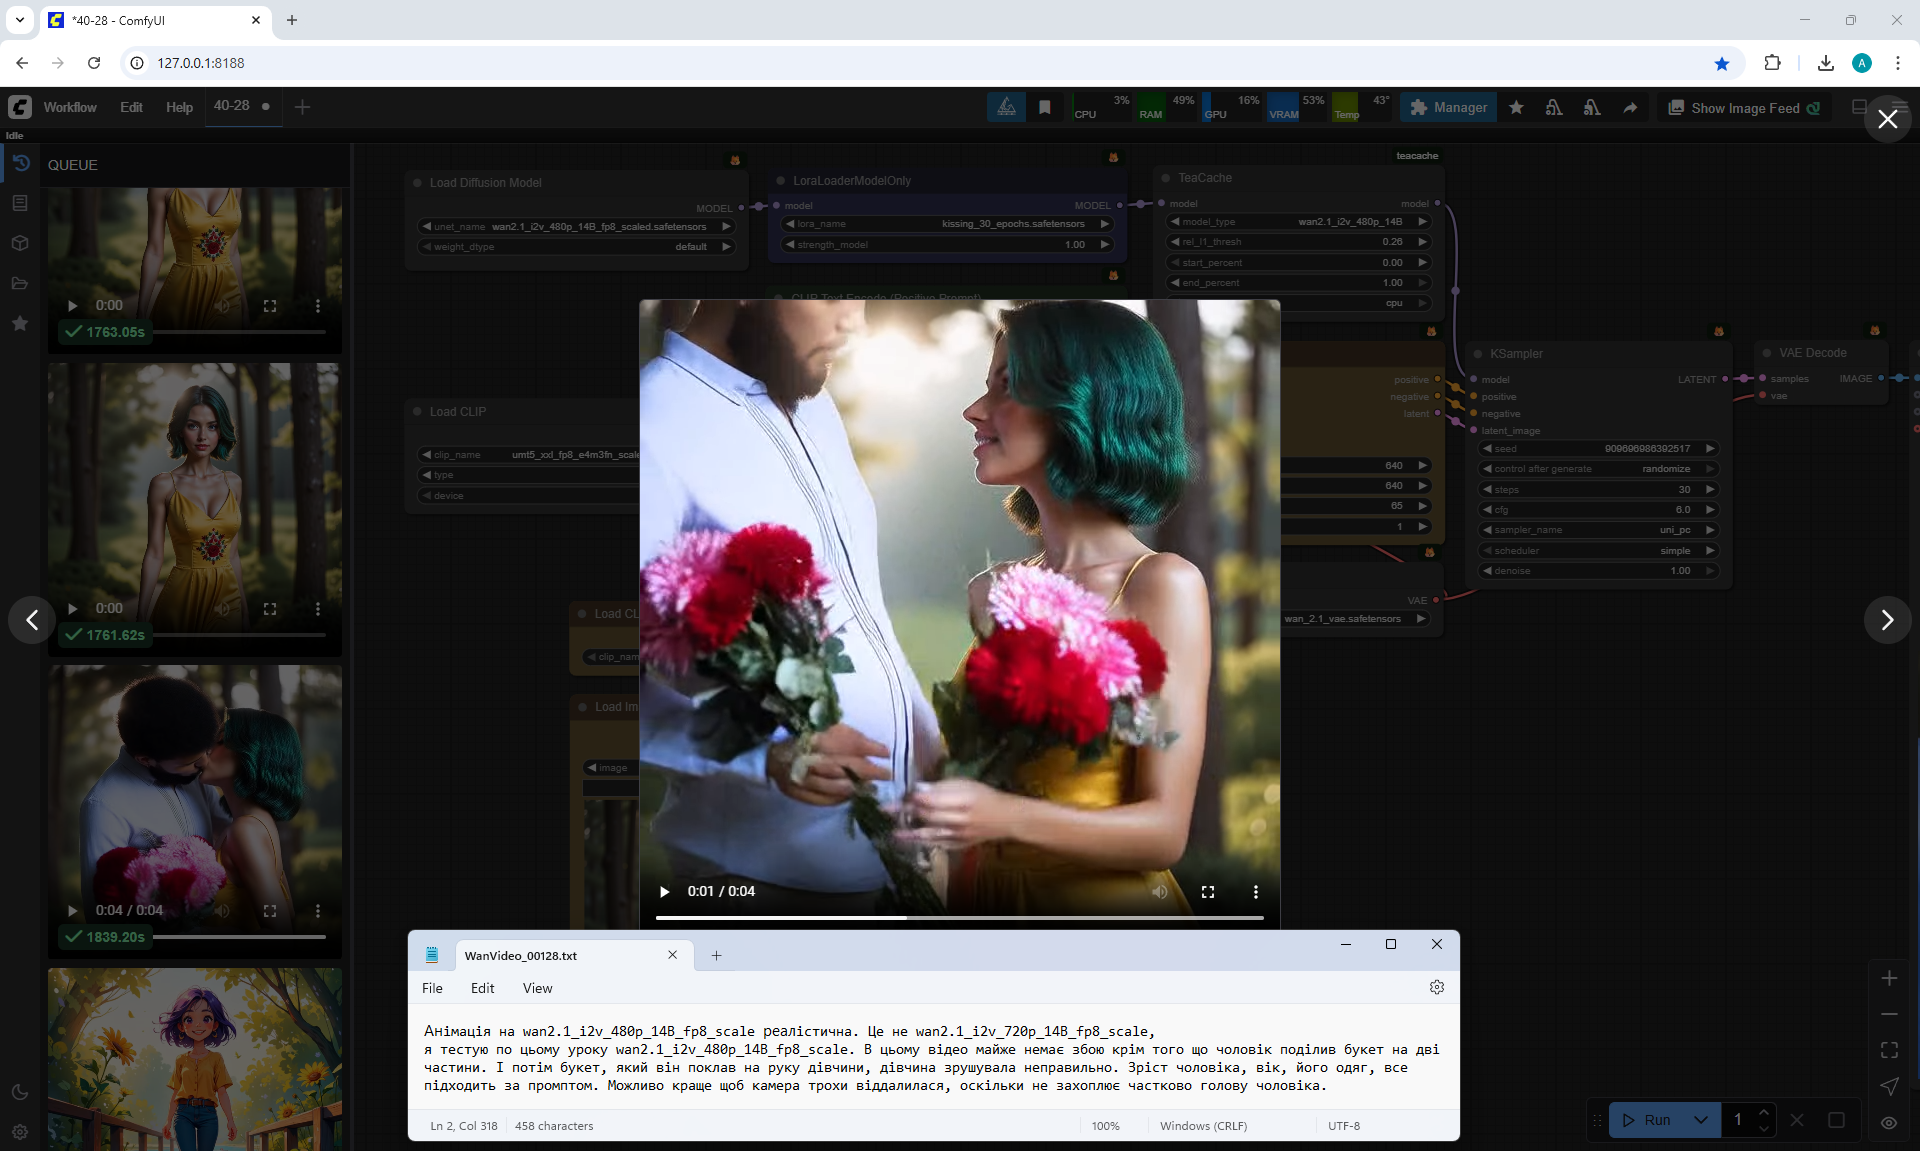 *40-28 - ComfyUI
127.0.0.1:8188
Workflow Edit Help 40-28
3% CPU 49% RAM 16% GPU 53% VRAM 43° Temp
Manager
Show Image Feed
Idle
QUEUE
0:00
1763.05s
0:00
1761.62s
0:04 / 0:04
1839.20s
Load Diffusion Model
MODEL
unet_name wan2.1_i2v_480p_14B_fp8_scaled.safetensors
weight_dtype default
LoraLoaderModelOnly
model MODEL
lora_name kissing_30_epochs.safetensors
strength_model 1.00
teacache
TeaCache
model model
model_type wan2.1_i2v_480p_14B
rel_l1_thresh 0.26
start_percent 0.00
end_percent 1.00
cpu
CLIP Text Encode (Positive Prompt)
Load CLIP
clip_name umt5_xxl_fp8_e4m3fn_scale
type
device
Load CL
clip_nam
Load Im
image
positive
negative
latent
640
640
65
1
VAE
wan_2.1_vae.safetensors
KSampler
model LATENT
positive
negative
latent_image
seed 909696986392517
control after generate randomize
steps 30
cfg 6.0
sampler_name uni_pc
scheduler simple
denoise 1.00
VAE Decode
samples IMAGE
vae
0:01 / 0:04
WanVideo_00128.txt
File Edit View
Анімація на wan2.1_i2v_480p_14B_fp8_scale реалістична. Це не wan2.1_i2v_720p_14B_fp8_scale,
я тестую по цьому уроку wan2.1_i2v_480p_14B_fp8_scale. В цьому відео майже немає збою крім того що чоловік поділив букет на дві
частини. І потім букет, який він поклав на руку дівчини, дівчина зрушувала неправильно. Зріст чоловіка, вік, його одяг, все
підходить за промптом. Можливо краще щоб камера трохи віддалилася, оскільки не захоплює частково голову чоловіка.
Ln 2, Col 318 458 characters 100% Windows (CRLF) UTF-8
Run 1
A